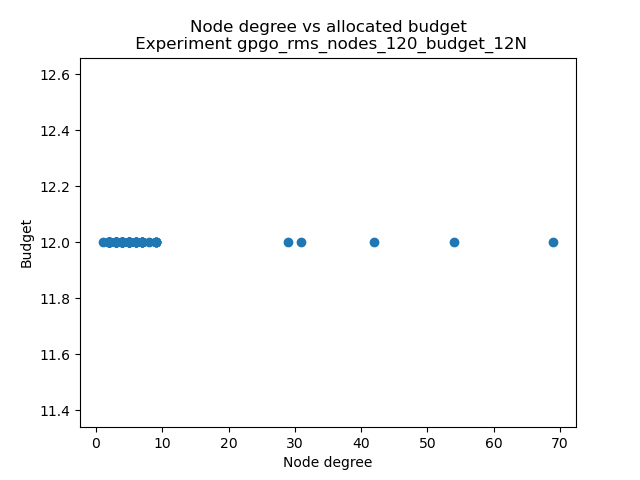 Node degree vs allocated budget
Experiment gpgo_rms_nodes_120_budget_12N
12.6
12.4
12.2
12.0
11.8
11.6
11.4
Budget
0 10 20 30 40 50 60 70
Node degree